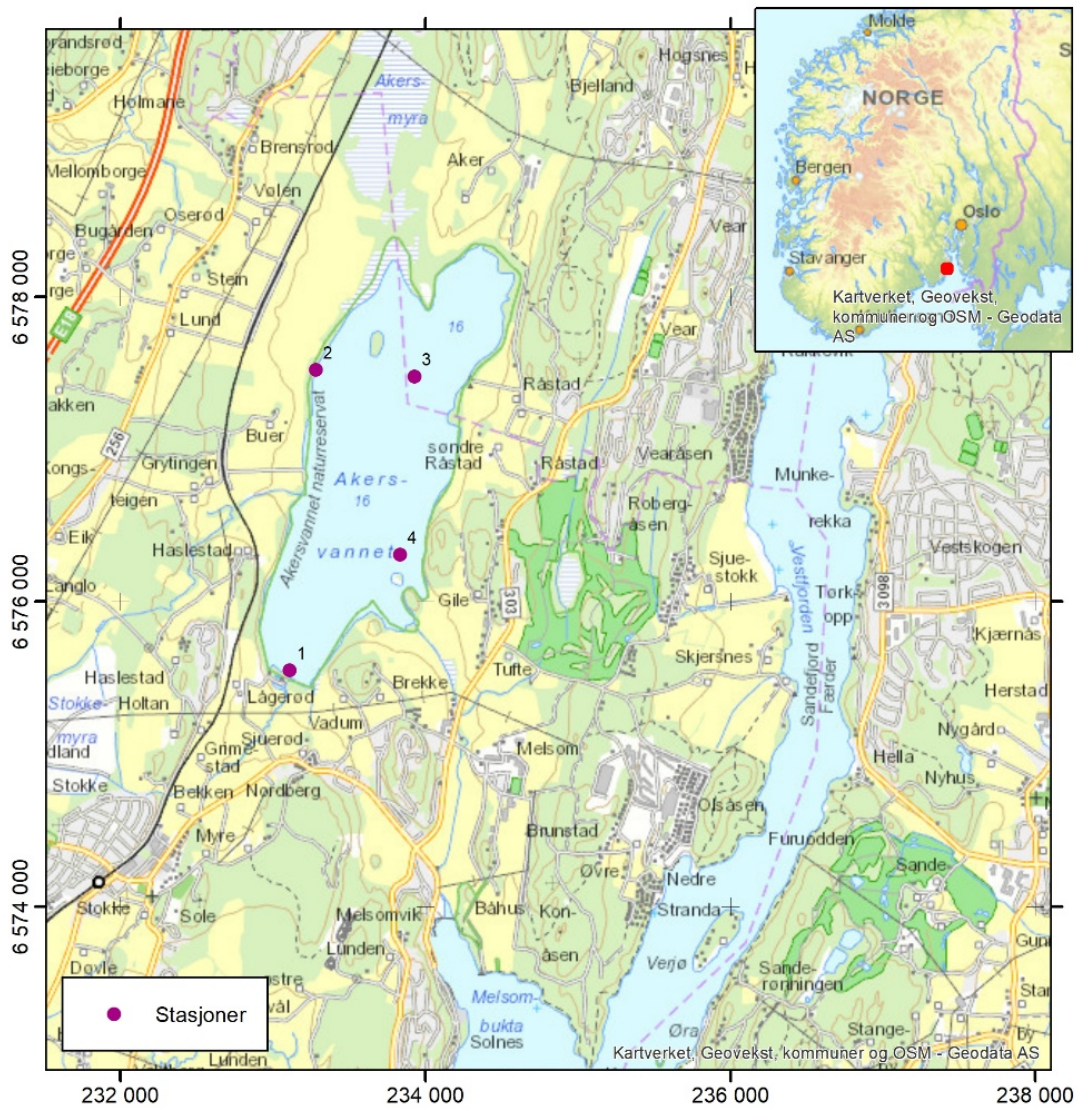 Molde
NORGE
Bergen
Oslo
Stavanger
Kartverket, Geovekst,
kommuner og OSM - Geodata
AS
Hogsnes
Bjelland
Holmane
Akers-
myra
Brensrød
Aker
Mellomborge
Vølen
Oserød
Bugården
Vear
Stein
6 578 000
16
Lund
E18
Vear
2
3
Råstad
Buer
256
søndre
Råstad
Råstad
Vearåsen
Grytingen
Akers-
16
Munke-
rekka
Akersvannet naturreservat
Roberg-
åsen
Eik
Haslestad
vannet
4
Vestskogen
Sjue-
stokk
Vestfjorden
6 576 000
Gile
303
3098
Tørk-
opp
Kjærnås
1
Tufte
Skjersnes
Haslestad
Lågerød
Brekke
Sandefjord
Færder
Herstad
Stokke-
myra
Holtan
Vadum
Sjuerød
Grime-
stad
Melsom
Nygård
Hella
Nyhus
Stokke
Bekken
Nordberg
Olsåsen
Myre
Brunstad
Furuodden
Øvre
Nedre
Sande-
6 574 000
Stokke
Sole
Melsomvik
Båhus
Kon-
åsen
Stranda
Lunden
Verjø
Døvle
Sande-
rønningen
Melsom-
bukta
Solnes
Stange-
by
Lunden
Stasjoner
Kartverket, Geovekst, kommuner og OSM - Geodata AS
232 000
234 000
236 000
238 000